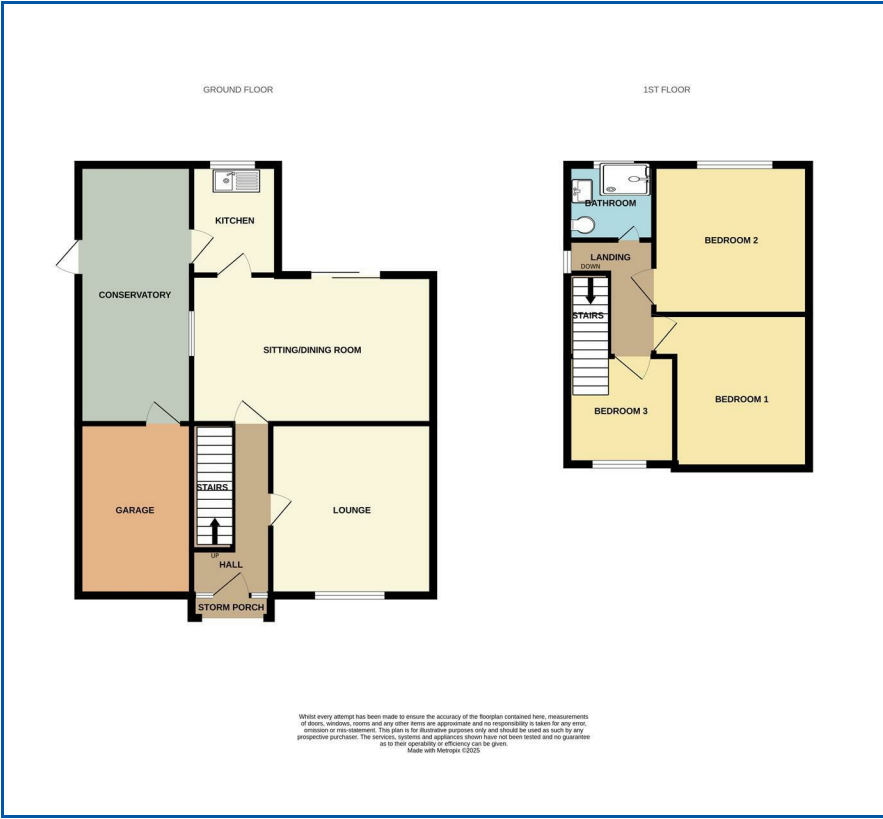 GROUND FLOOR
1ST FLOOR
KITCHEN
CONSERVATORY
SITTING/DINING ROOM
GARAGE
STAIRS
LOUNGE
UP
HALL
STORM PORCH
BATHROOM
BEDROOM 2
LANDING
DOWN
STAIRS
BEDROOM 1
BEDROOM 3
Whilst every attempt has been made to ensure the accuracy of the floorplan contained here, measurements
of doors, windows, rooms and any other items are approximate and no responsibility is taken for any error,
omission or mis-statement. This plan is for illustrative purposes only and should be used as such by any
prospective purchaser. The services, systems and appliances shown have not been tested and no guarantee
as to their operability or efficiency can be given.
Made with Metropix ©2025